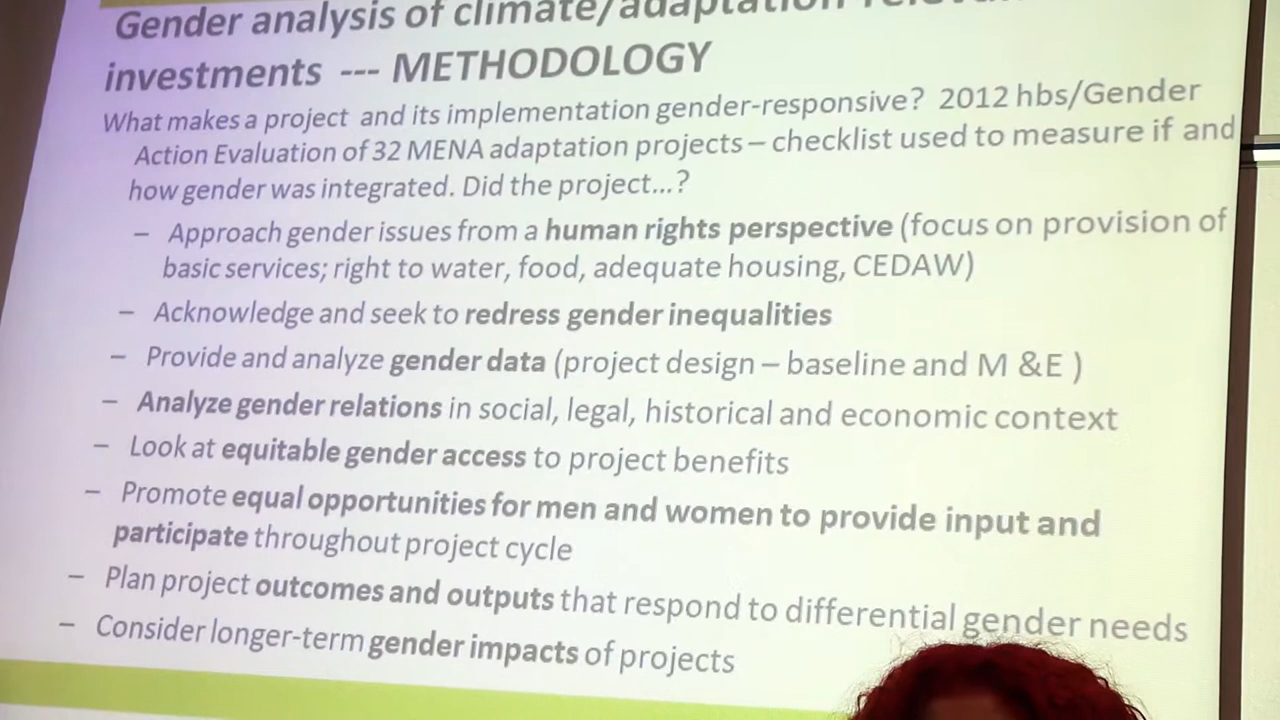 Gender analysis of climate/adaptation
investments --- METHODOLOGY
What makes a project and its implementation gender-responsive? 2012 hbs/Gender
Action Evaluation of 32 MENA adaptation projects – checklist used to measure if and
how gender was integrated. Did the project...?
– Approach gender issues from a human rights perspective (focus on provision of
basic services; right to water, food, adequate housing, CEDAW)
– Acknowledge and seek to redress gender inequalities
– Provide and analyze gender data (project design – baseline and M &E )
– Analyze gender relations in social, legal, historical and economic context
– Look at equitable gender access to project benefits
– Promote equal opportunities for men and women to provide input and
participate throughout project cycle
– Plan project outcomes and outputs that respond to differential gender needs
– Consider longer-term gender impacts of projects